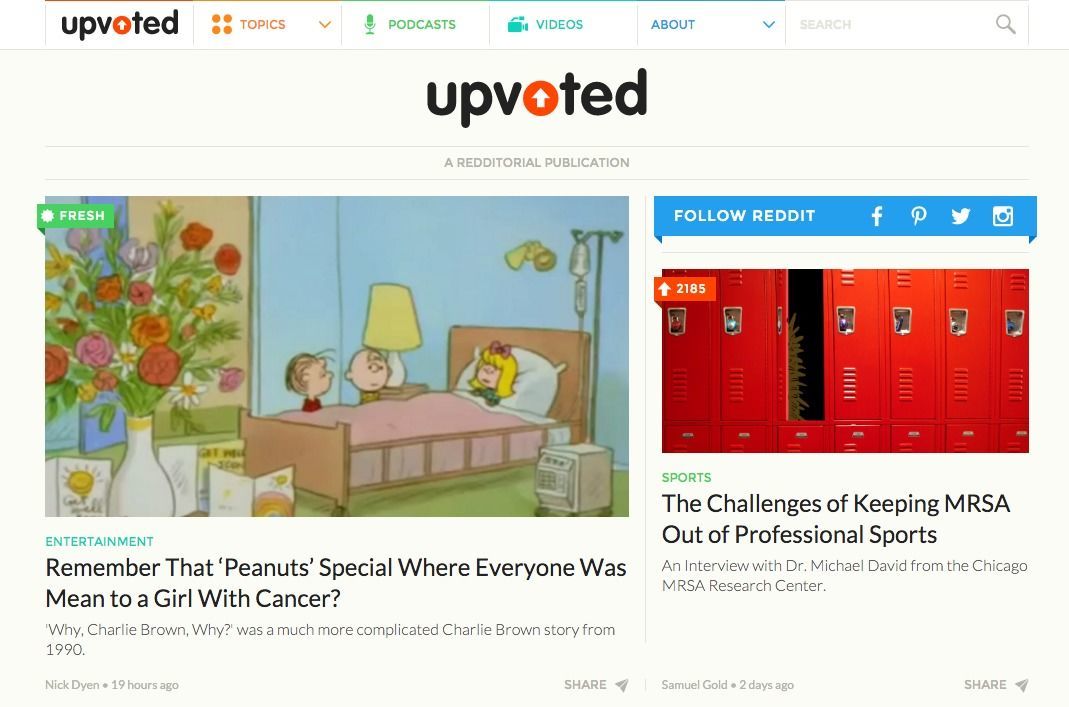 upvoted
TOPICS
PODCASTS
VIDEOS
ABOUT
SEARCH
upvoted
A REDDITORIAL PUBLICATION
FRESH
Get well
ENTERTAINMENT
Remember That ‘Peanuts’ Special Where Everyone Was
Mean to a Girl With Cancer?
'Why, Charlie Brown, Why?' was a much more complicated Charlie Brown story from
1990.
Nick Dyen • 19 hours ago
SHARE
FOLLOW REDDIT
2185
SPORTS
The Challenges of Keeping MRSA
Out of Professional Sports
An Interview with Dr. Michael David from the Chicago
MRSA Research Center.
Samuel Gold • 2 days ago
SHARE